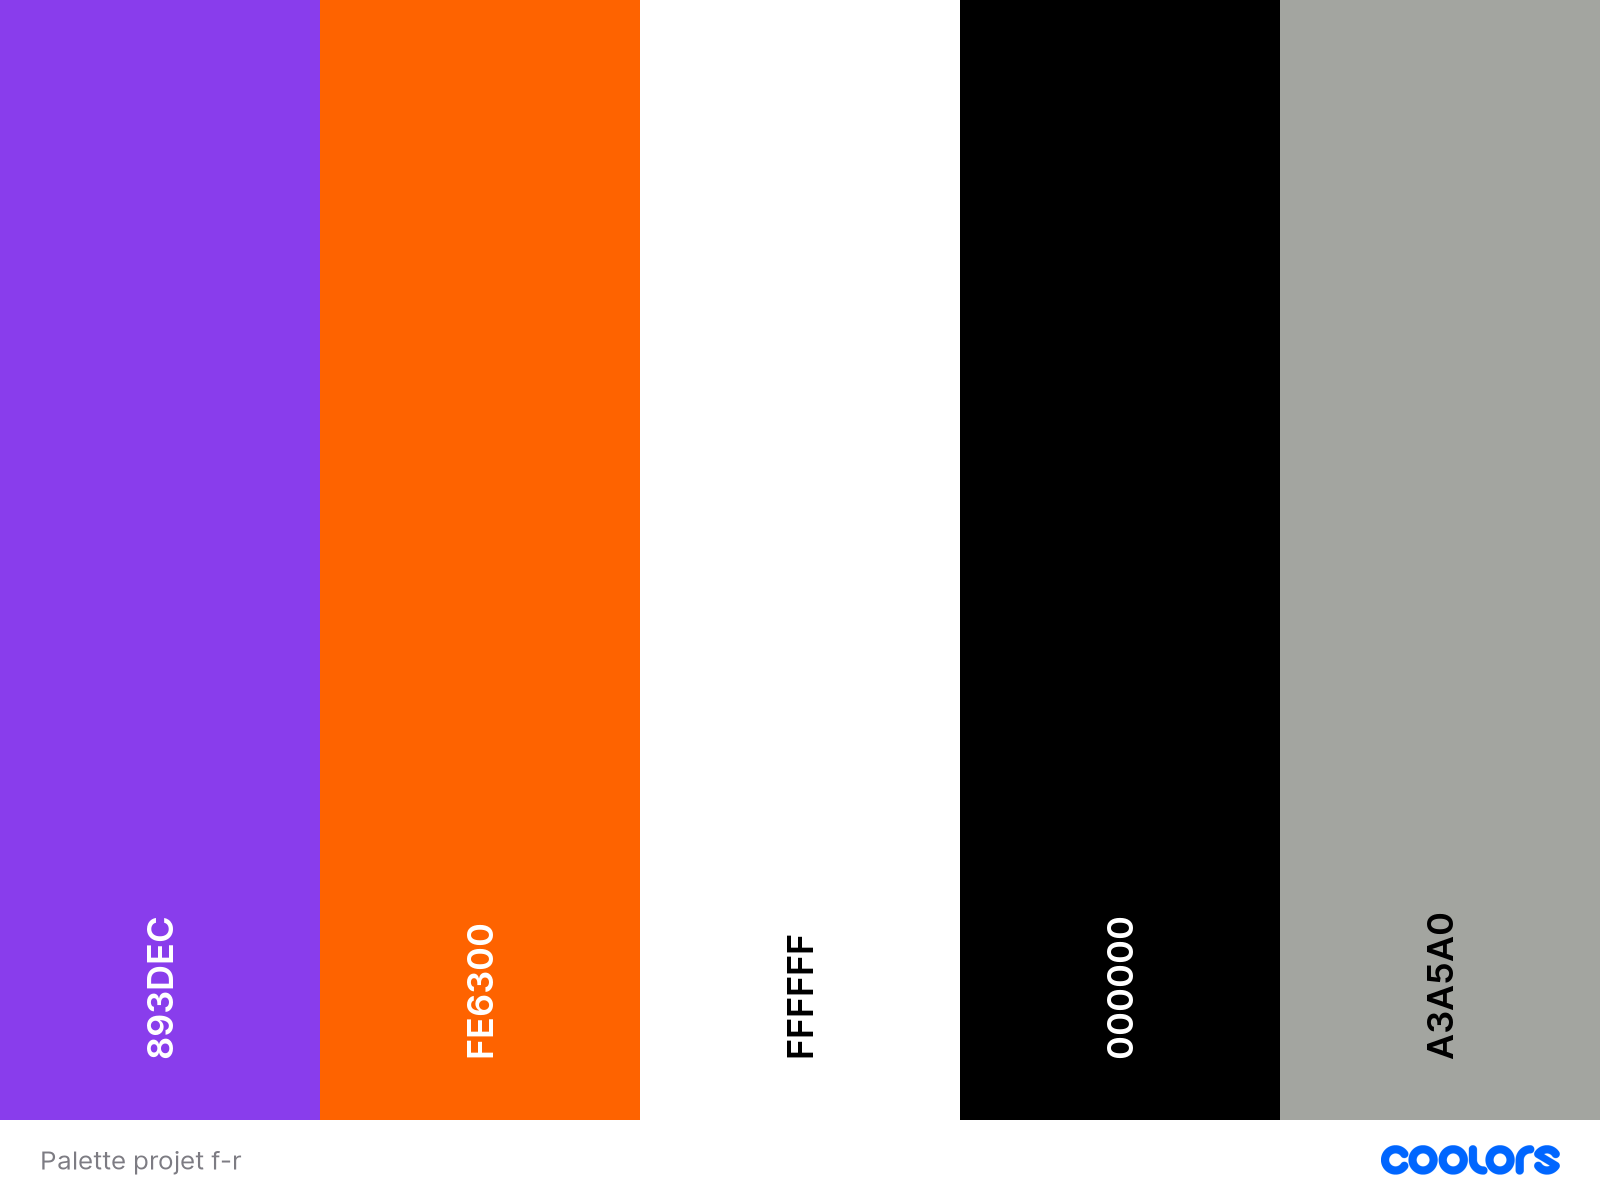 893DEC
FE6300
FFFFFF
000000
A3A5A0
Palette projet f-r
coolors